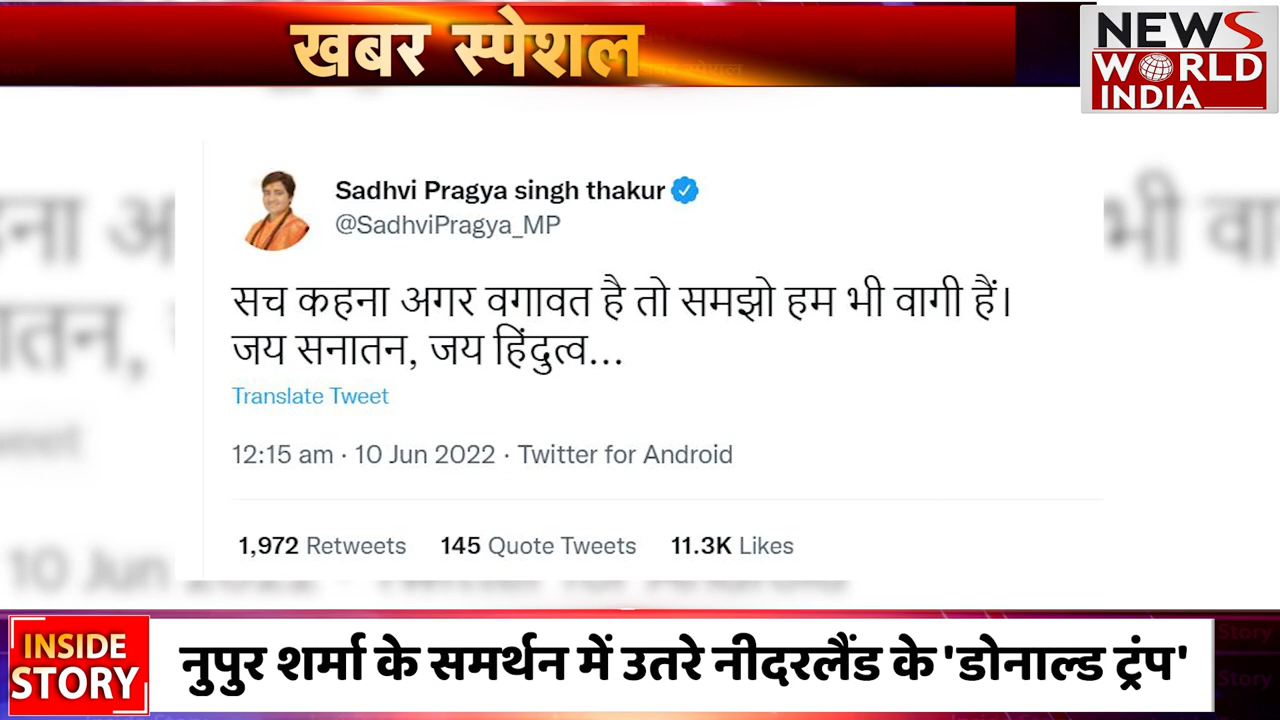 खबर स्पेशल
NEWS
WORLD
INDIA
Sadhvi Pragya singh thakur
@SadhviPragya_MP
सच कहना अगर वगावत है तो समझो हम भी वागी हैं।
जय सनातन, जय हिंदुत्व...
Translate Tweet
12:15 am · 10 Jun 2022 · Twitter for Android
1,972 Retweets 145 Quote Tweets 11.3K Likes
INSIDE
STORY
नुपुर शर्मा के समर्थन में उतरे नीदरलैंड के 'डोनाल्ड ट्रंप'